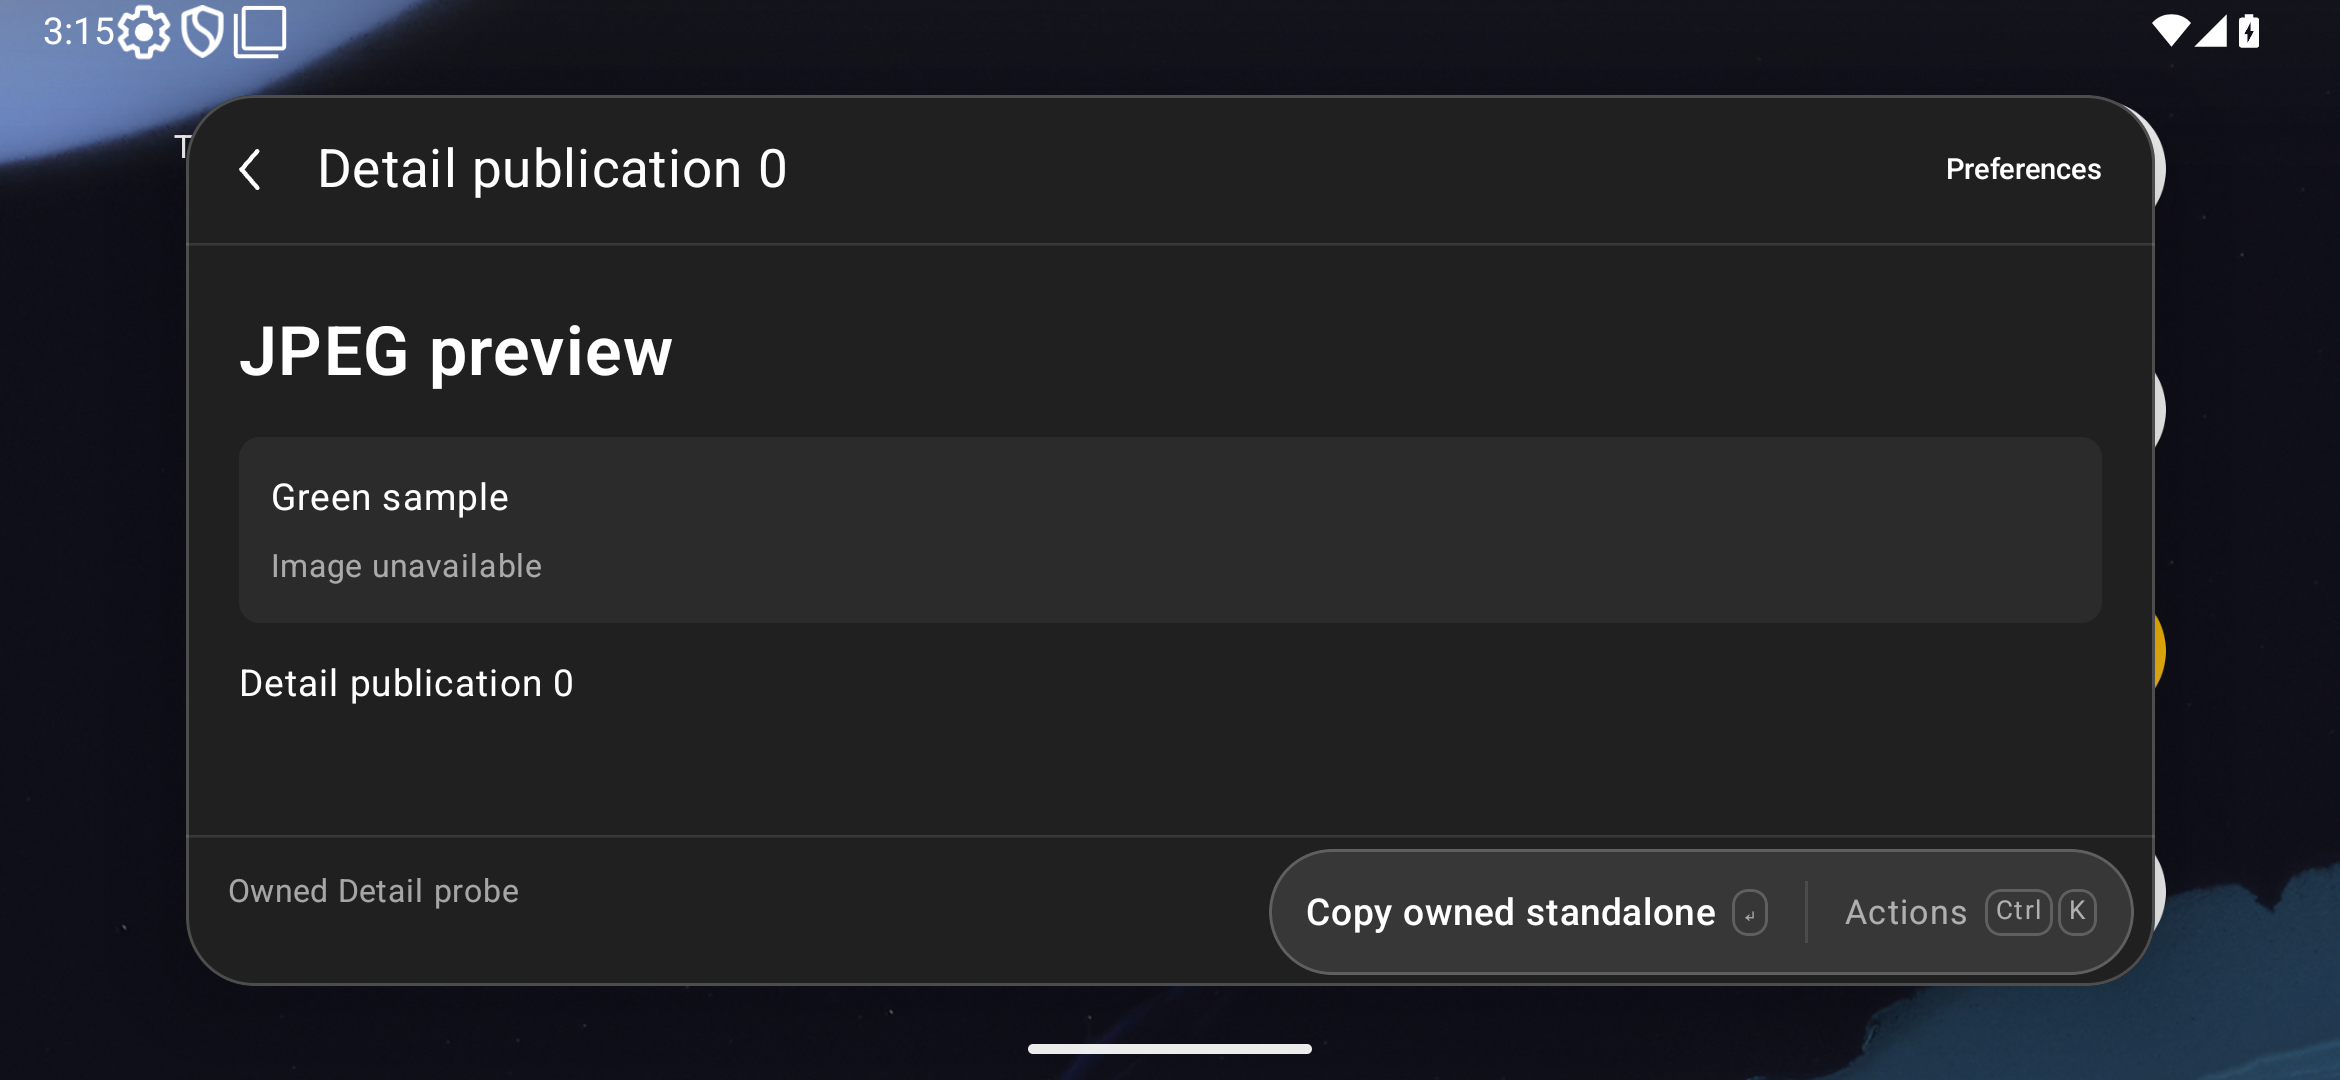 3:15
T
Detail publication 0
Preferences
JPEG preview
Green sample
Image unavailable
Detail publication 0
Owned Detail probe
Copy owned standalone ↵
Actions Ctrl K